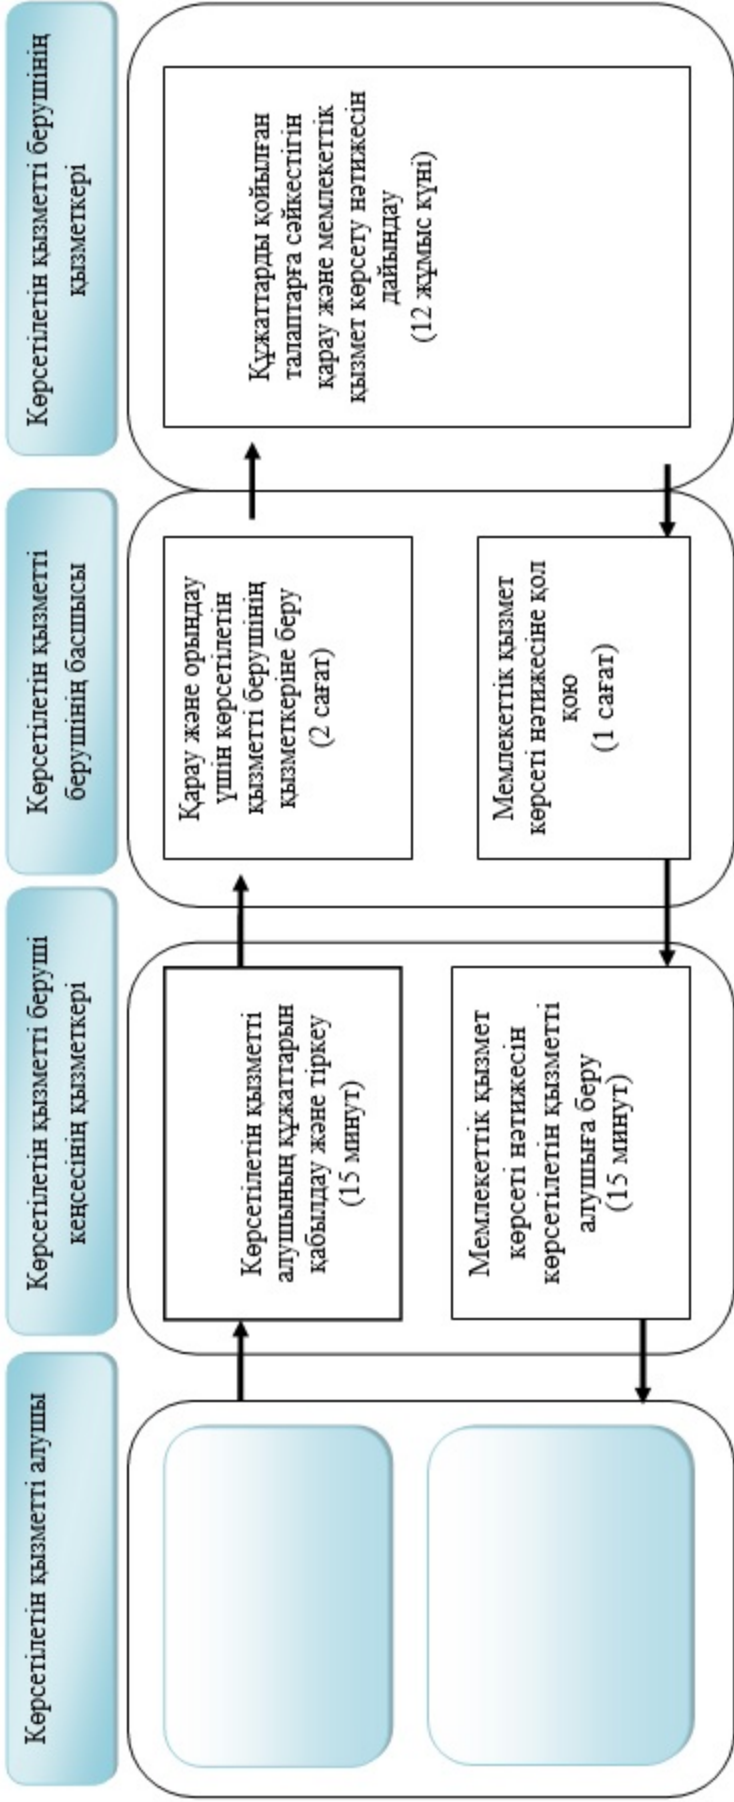 Көрсетілетін қызметті алушы
Көрсетілетін қызметті беруші
кеңсесінің қызметкері
Көрсетілетін қызметті
берушінің басшысы
Көрсетілетін қызметті берушінің
қызметкері
Көрсетілетін қызметті
алушының құжаттарын
қабылдау және тіркеу
(15 минут)
Қарау және орындау
үшін көрсетілетін
қызметті берушінің
қызметкеріне беру
(2 сағат)
Құжаттарды қойылған
талаптарға сәйкестігін
қарау және мемлекеттік
қызмет көрсету нәтижесін
дайындау
(12 жұмыс күні)
Мемлекеттік қызмет
көрсеті нәтижесіне қол
қою
(1 сағат)
Мемлекеттік қызмет
көрсеті нәтижесін
көрсетілетін қызметті
алушыға беру
(15 минут)